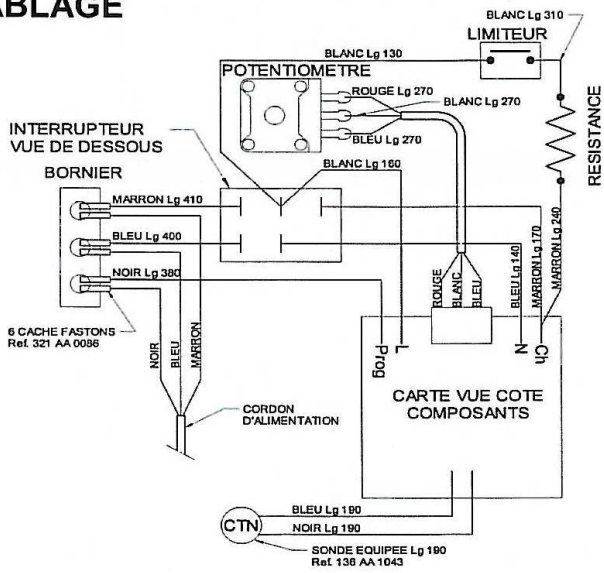 ABLAGE
BLANC Lg 310
LIMITEUR
BLANC Lg 130
POTENTIOMETRE
ROUGE Lg 270
BLANC Lg 270
BLEU Lg 270
RESISTANCE
INTERRUPTEUR
VUE DE DESSOUS
BORNIER
BLANC Lg 160
MARRON Lg 410
BLEU Lg 400
NOIR Lg 380
ROUGE
BLANC
BLEU
BLEU Lg 140
MARRON Lg 170
MARRON Lg 240
6 CACHE FASTONS
Ref. 321 AA 0086
NOIR
BLEU
MARRON
Prog
L
N
Ch
CARTE VUE COTE
COMPOSANTS
CORDON
D'ALIMENTATION
BLEU Lg 190
CTN
NOIR Lg 190
SONDE EQUIPEE Lg 190
Ref. 136 AA 1043